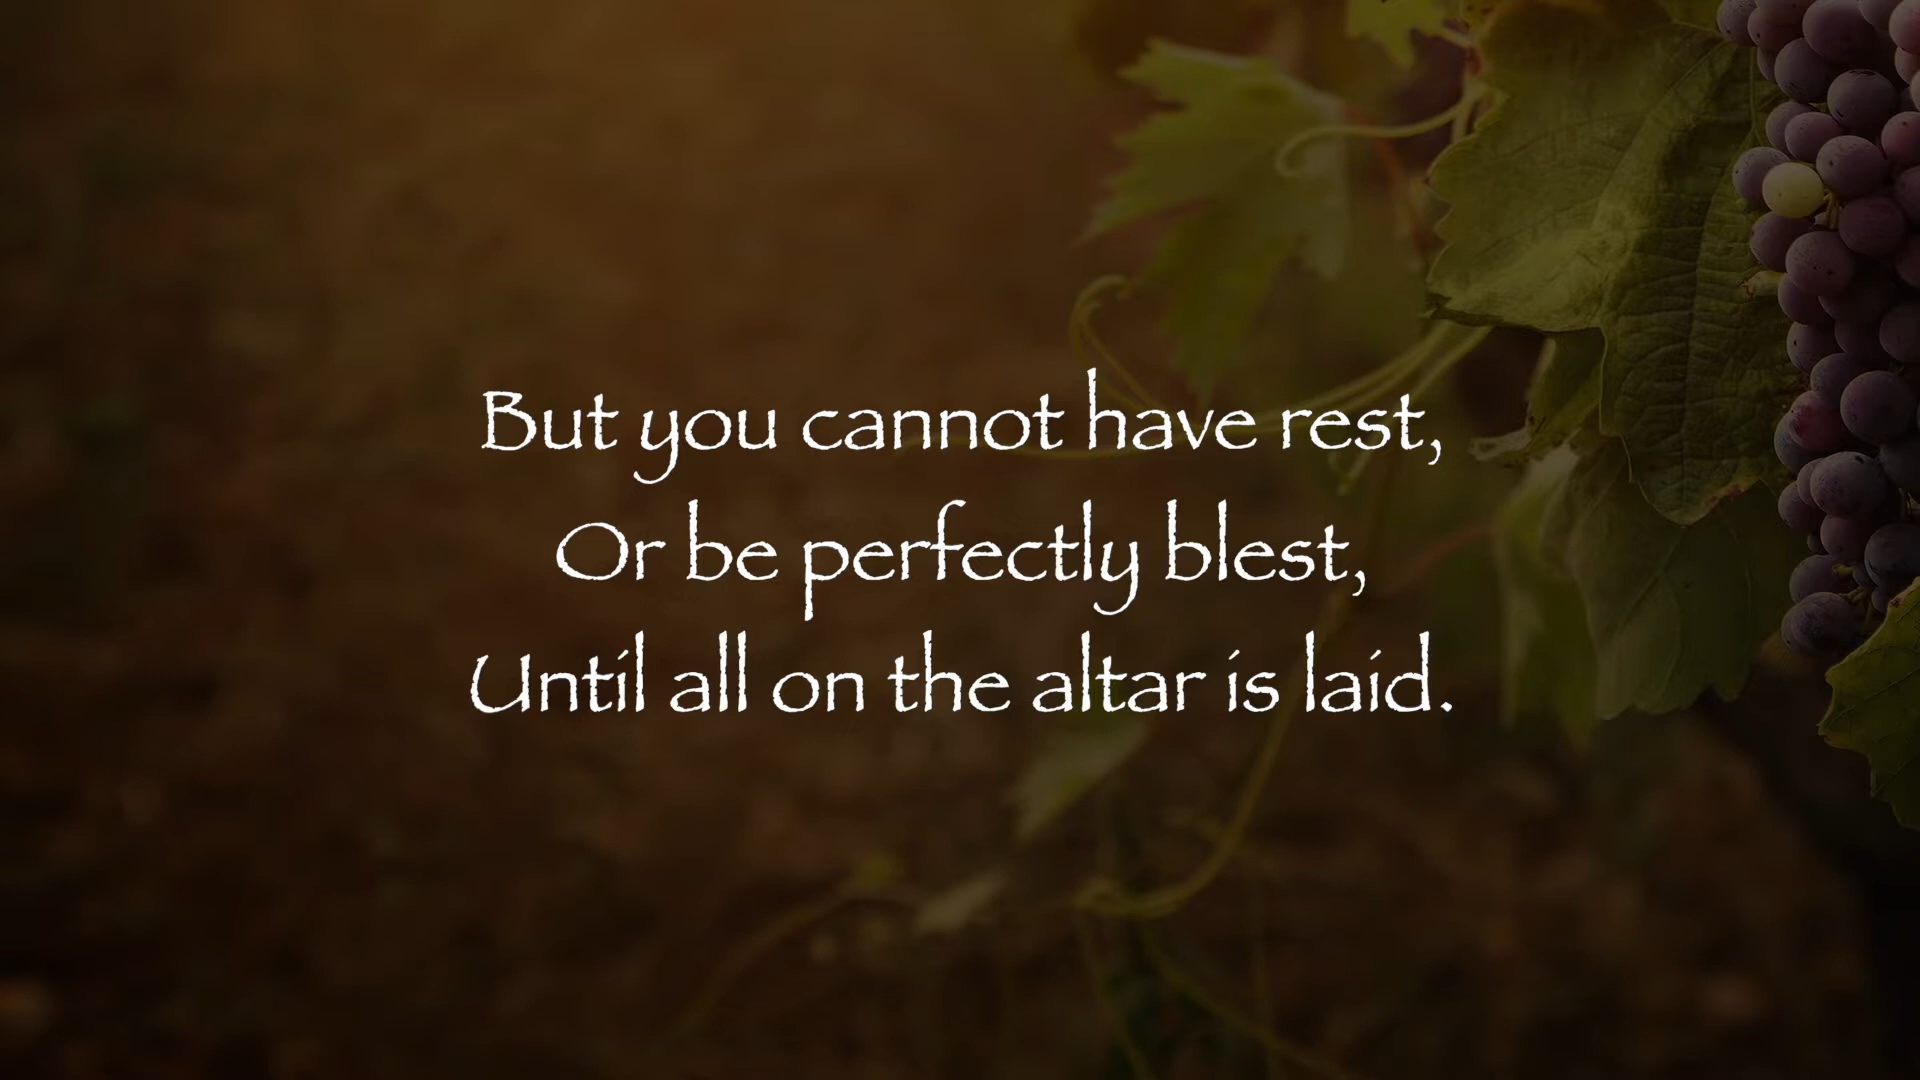 But you cannot have rest,
Or be perfectly blest,
Until all on the altar is laid.